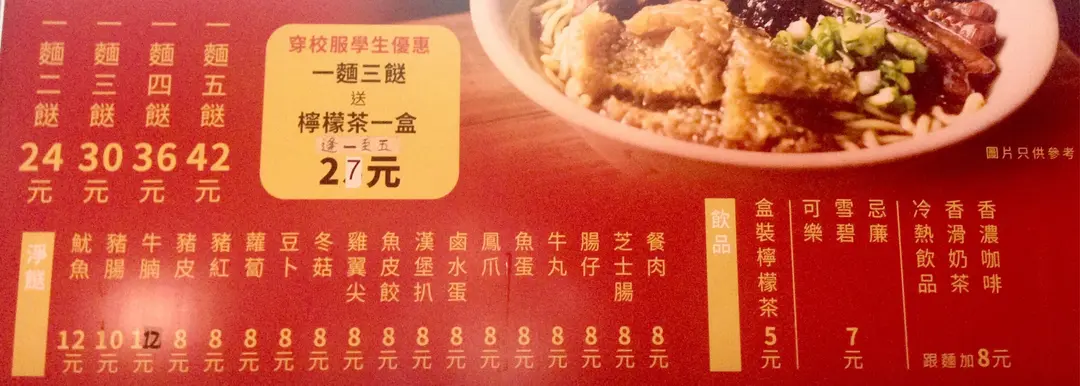 一麵二餸
24元
一麵三餸
30元
一麵四餸
36元
一麵五餸
42元
穿校服學生優惠
一麵三餸
送
檸檬茶一盒
逢一至五
27元
圖片只供參考
淨餸
魷魚
12元
豬腸
10元
牛腩
12元
豬皮
8元
豬紅
8元
蘿蔔
8元
豆卜
8元
冬菇
8元
雞翼尖
8元
魚皮餃
8元
漢堡扒
8元
鹵水蛋
8元
鳳爪
8元
魚蛋
8元
牛丸
8元
腸仔
8元
芝士腸
8元
餐肉
8元
飲品
盒裝檸檬茶
5元
可樂
雪碧
忌廉
7元
冷熱飲品
香滑奶茶
香濃咖啡
跟麵加8元